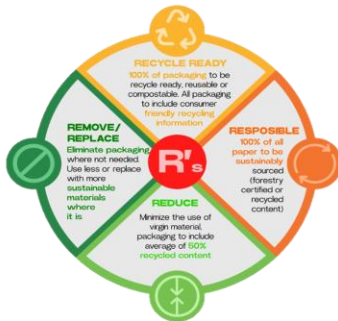 RECYCLE READY
100% of packaging to be
recycle ready, reusable or
compostable. All packaging
to include consumer
friendly recycling
information
REMOVE/
REPLACE
Eliminate packaging
where not needed.
Use less or replace
with more
sustainable
materials
where
it is
R's
RESPOSIBLE
100% of all
paper to be
sustainably
sourced
(forestry
certified or
recycled
content)
REDUCE
Minimize the use of
virgin material,
packaging to include
average of 50%
recycled content